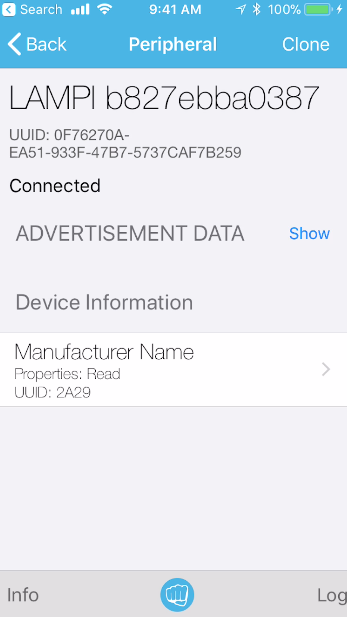 Search 9:41 AM 100%
Back Peripheral Clone
LAMPI b827ebba0387
UUID: 0F76270A-
EA51-933F-47B7-5737CAF7B259
Connected
ADVERTISEMENT DATA Show
Device Information
Manufacturer Name
Properties: Read
UUID: 2A29
Info Log